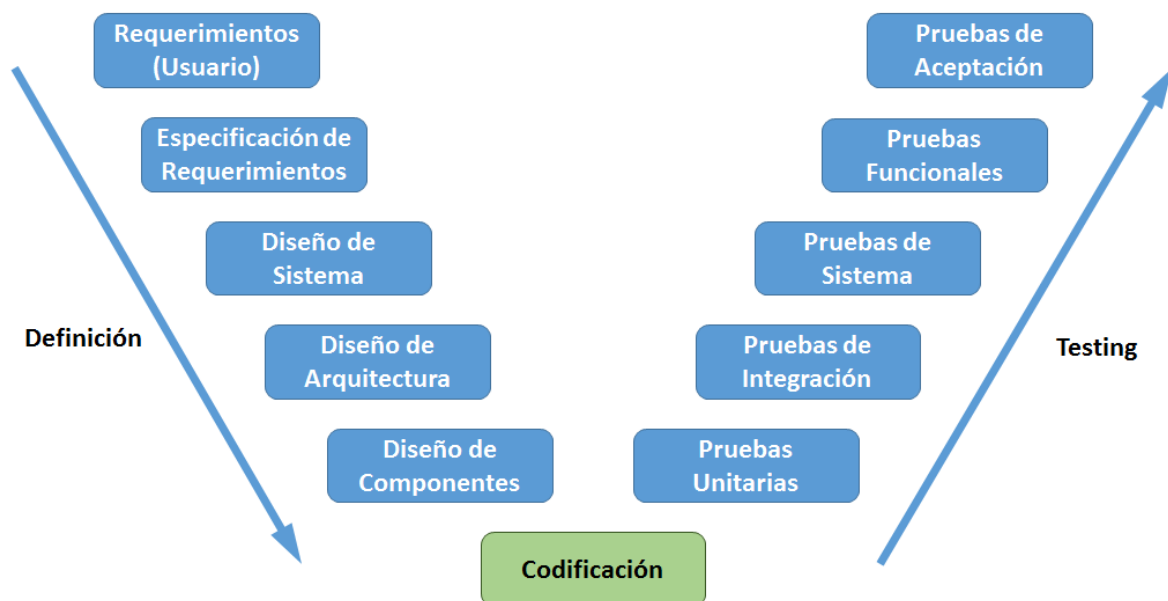 Requerimientos
(Usuario)
Pruebas de
Aceptación
Especificación de
Requerimientos
Pruebas
Funcionales
Diseño de
Sistema
Pruebas de
Sistema
Definición
Diseño de
Arquitectura
Pruebas de
Integración
Testing
Diseño de
Componentes
Pruebas
Unitarias
Codificación